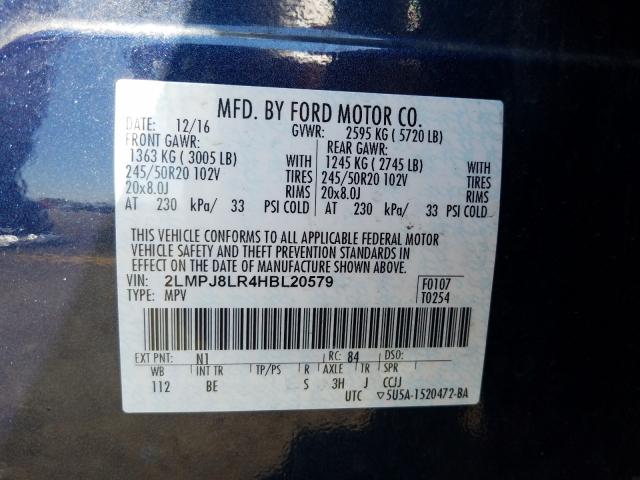 MFD. BY FORD MOTOR CO.
DATE: 12/16 GVWR: 2595 KG ( 5720 LB)
FRONT GAWR: REAR GAWR:
1363 KG ( 3005 LB) WITH 1245 KG ( 2745 LB) WITH
245/50R20 102V TIRES 245/50R20 102V TIRES
20x8.0J RIMS 20x8.0J RIMS
AT 230 kPa/ 33 PSI COLD AT 230 kPa/ 33 PSI COLD
THIS VEHICLE CONFORMS TO ALL APPLICABLE FEDERAL MOTOR
VEHICLE SAFETY AND THEFT PREVENTION STANDARDS IN
EFFECT ON THE DATE OF MANUFACTURE SHOWN ABOVE.
VIN: 2LMPJ8LR4HBL20579 F0107
TYPE: MPV T0254
EXT PNT: N1 RC: 84 DSO:
WB INT TR TP/PS R AXLE TR SPR
112 BE S 3H J CCJJ
UTC ▽5U5A-1520472-BA